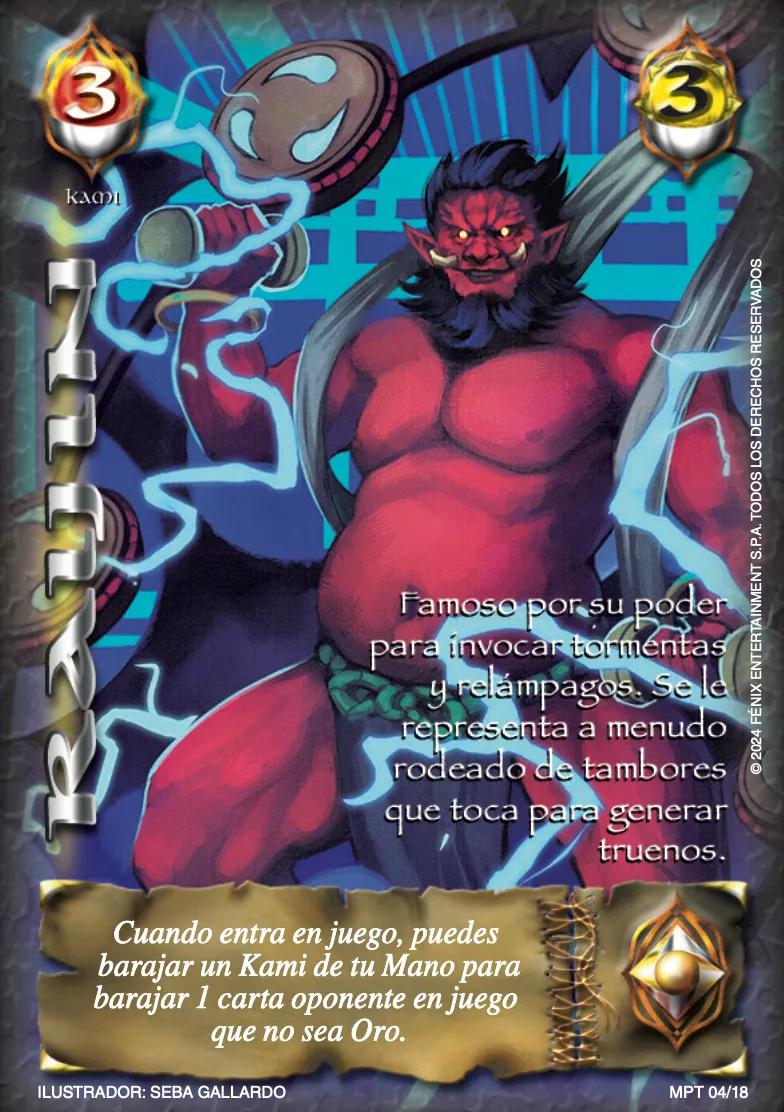 3
3
KAMI
RAIJIN
Famoso por su poder
para invocar tormentas
y relámpagos. Se le
representa a menudo
rodeado de tambores
que toca para generar
truenos.
© 2024 FÉNIX ENTERTAINMENT S.P.A. TODOS LOS DERECHOS RESERVADOS
Cuando entra en juego, puedes
barajar un Kami de tu Mano para
barajar 1 carta oponente en juego
que no sea Oro.
ILUSTRADOR: SEBA GALLARDO
MPT 04/18